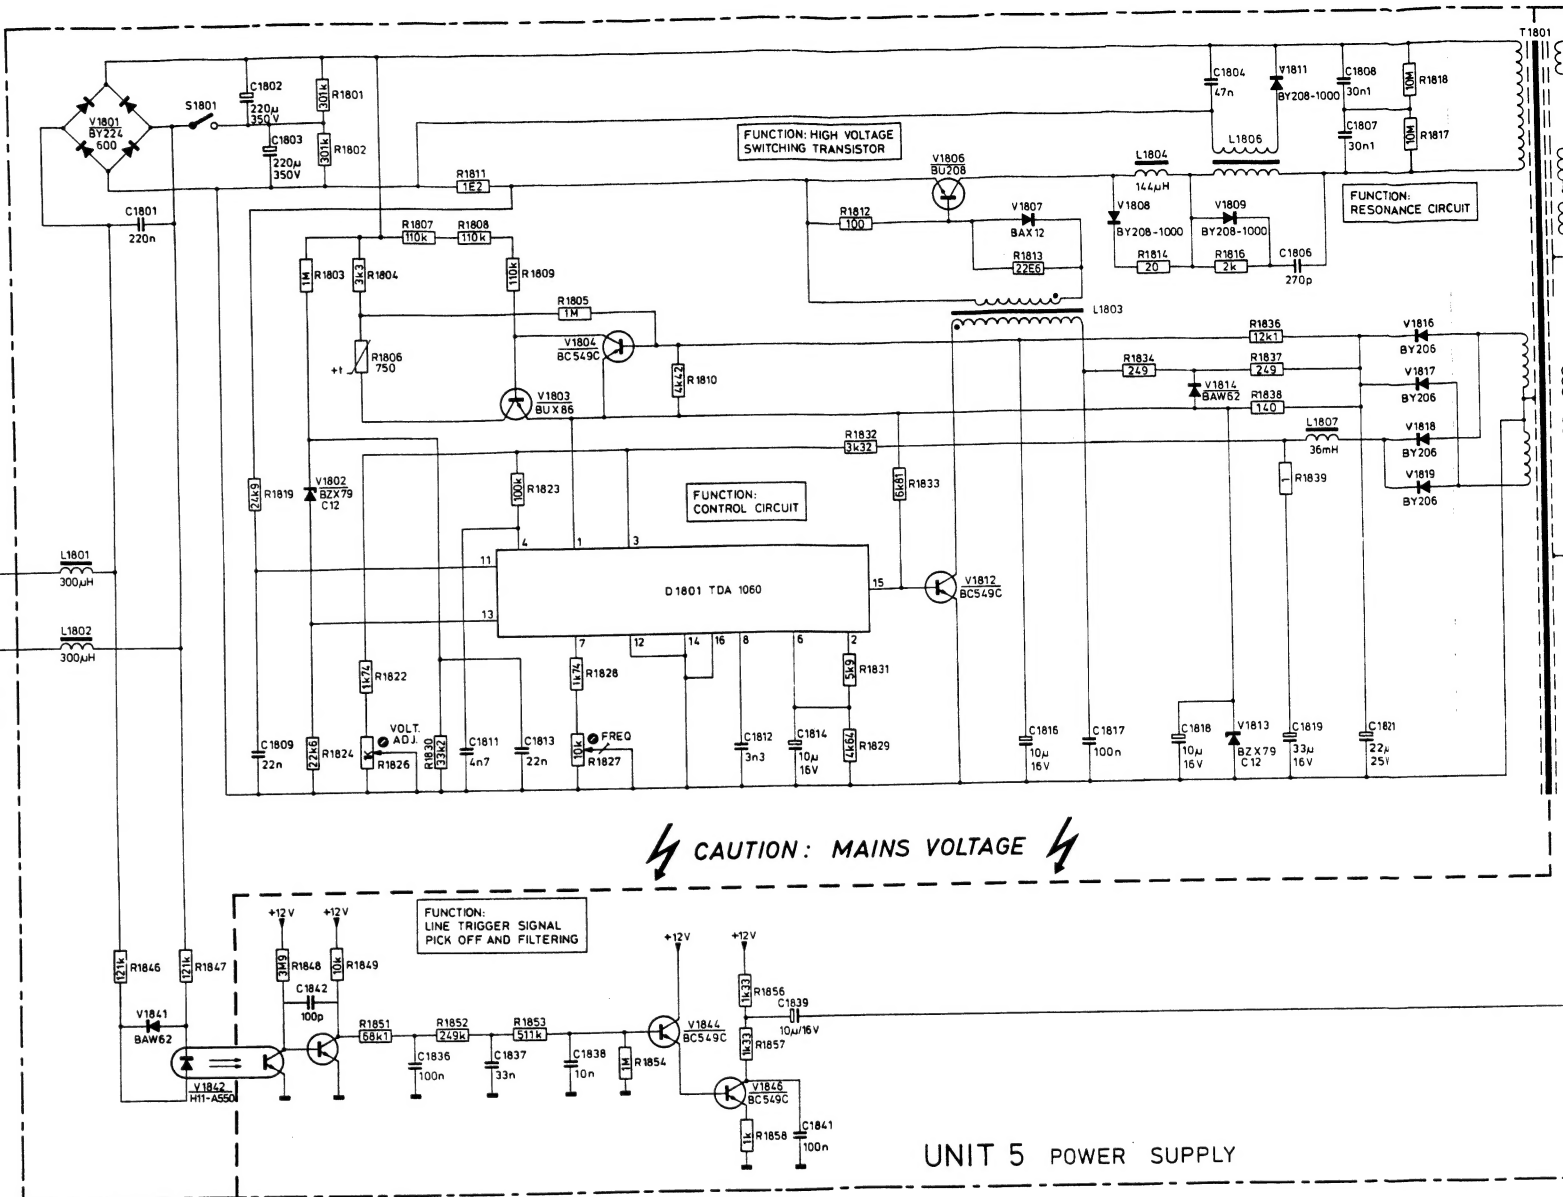 T1801
C1802
220µ
350V
301k
R1801
S1801
V1801
BY224
600
C1803
220µ
350V
301k
R1802
C1804
47n
V1811
BY208-1000
C1808
30n1
10M
R1818
C1807
30n1
10M
R1817
FUNCTION: HIGH VOLTAGE
SWITCHING TRANSISTOR
L1806
L1804
144µH
V1806
BU208
R1811
1E2
FUNCTION:
RESONANCE CIRCUIT
C1801
220n
R1807
110k
R1808
110k
R1812
100
V1807
BAX12
V1808
BY208-1000
V1809
BY208-1000
1M
R1803
3k3
R1804
110k
R1809
R1813
22E6
R1814
20
R1816
2k
C1806
270p
R1805
1M
L1803
R1806
750
+t
V1804
BC549C
R1836
12k1
V1816
BY206
4k42
R1810
R1834
249
R1837
249
V1817
BY206
V1803
BUX86
V1814
BAW62
R1838
140
R1832
3k32
L1807
36mH
V1818
BY206
24k9
R1819
V1802
BZX79
C12
100k
R1823
FUNCTION:
CONTROL CIRCUIT
6k81
R1833
1
R1839
V1819
BY206
4
1
3
11
L1801
300µH
D1801 TDA 1060
15
V1812
BC549C
13
L1802
300µH
7
12
14
16
8
6
2
1k74
R1822
1k74
R1828
5k9
R1831
VOLT.
ADJ.
FREQ
C1809
22n
22k6
R1824
1K
R1826
R1830
33k2
C1811
4n7
C1813
22n
10k
R1827
C1812
3n3
C1814
10µ
16V
4k64
R1829
C1816
10µ
16V
C1817
100n
C1818
10µ
16V
V1813
BZX79
C12
C1819
33µ
16V
C1821
22µ
25V
CAUTION: MAINS VOLTAGE
FUNCTION:
LINE TRIGGER SIGNAL
PICK OFF AND FILTERING
+12V
+12V
+12V
+12V
121k
R1846
121k
R1847
3M9
R1848
10k
R1849
C1842
100p
1k33
R1856
C1839
10µ/16V
V1841
BAW62
R1851
68k1
R1852
249k
R1853
511k
V1844
BC549C
1k33
R1857
C1836
100n
C1837
33n
C1838
10n
1M
R1854
V1842
H11-A550
V1846
BC549C
1k
R1858
C1841
100n
UNIT 5 POWER SUPPLY